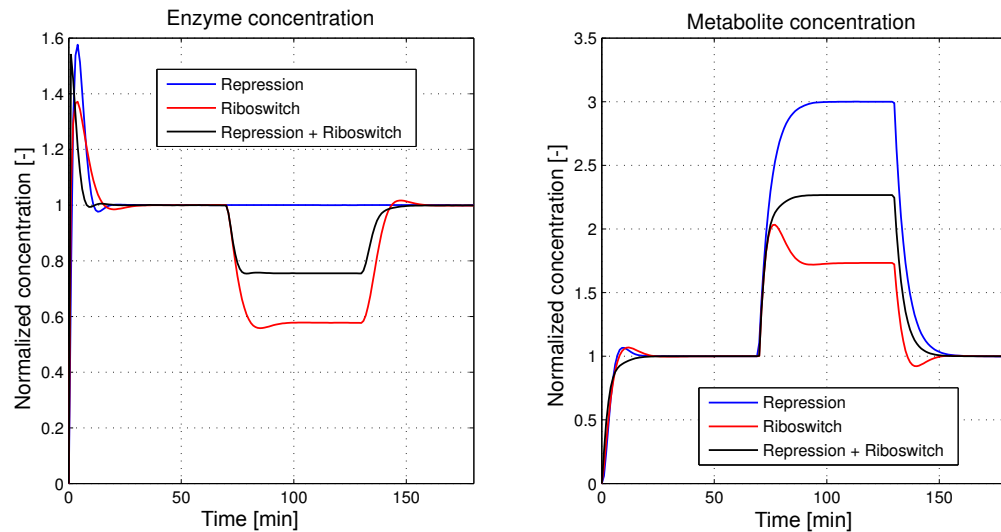 Enzyme concentration
Normalized concentration [-]
1.6
1.4
1.2
1
0.8
0.6
0.4
0.2
0
0
50
100
150
Time [min]
Repression
Riboswitch
Repression + Riboswitch
Metabolite concentration
Normalized concentration [-]
3.5
3
2.5
2
1.5
1
0.5
0
0
50
100
150
Time [min]
Repression
Riboswitch
Repression + Riboswitch